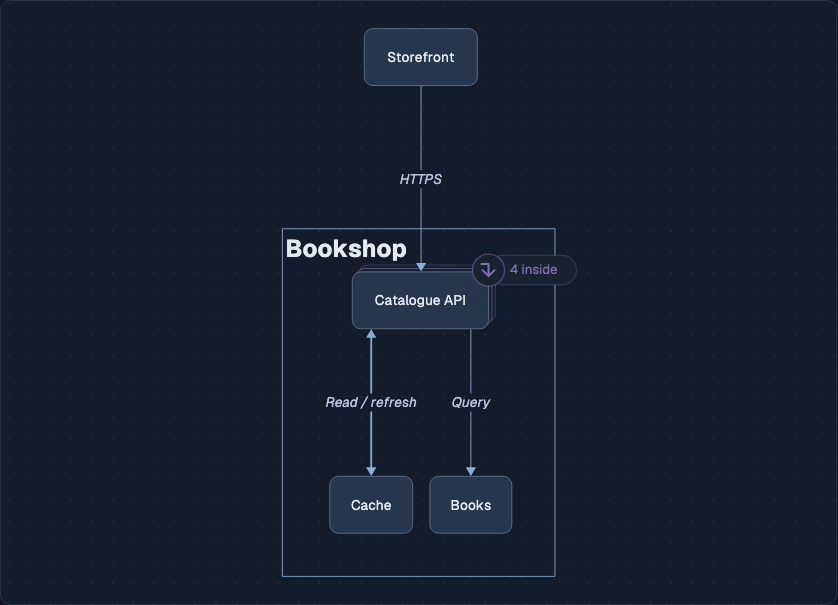 Storefront
HTTPS
Bookshop
4 inside
Catalogue API
Read / refresh
Query
Cache
Books